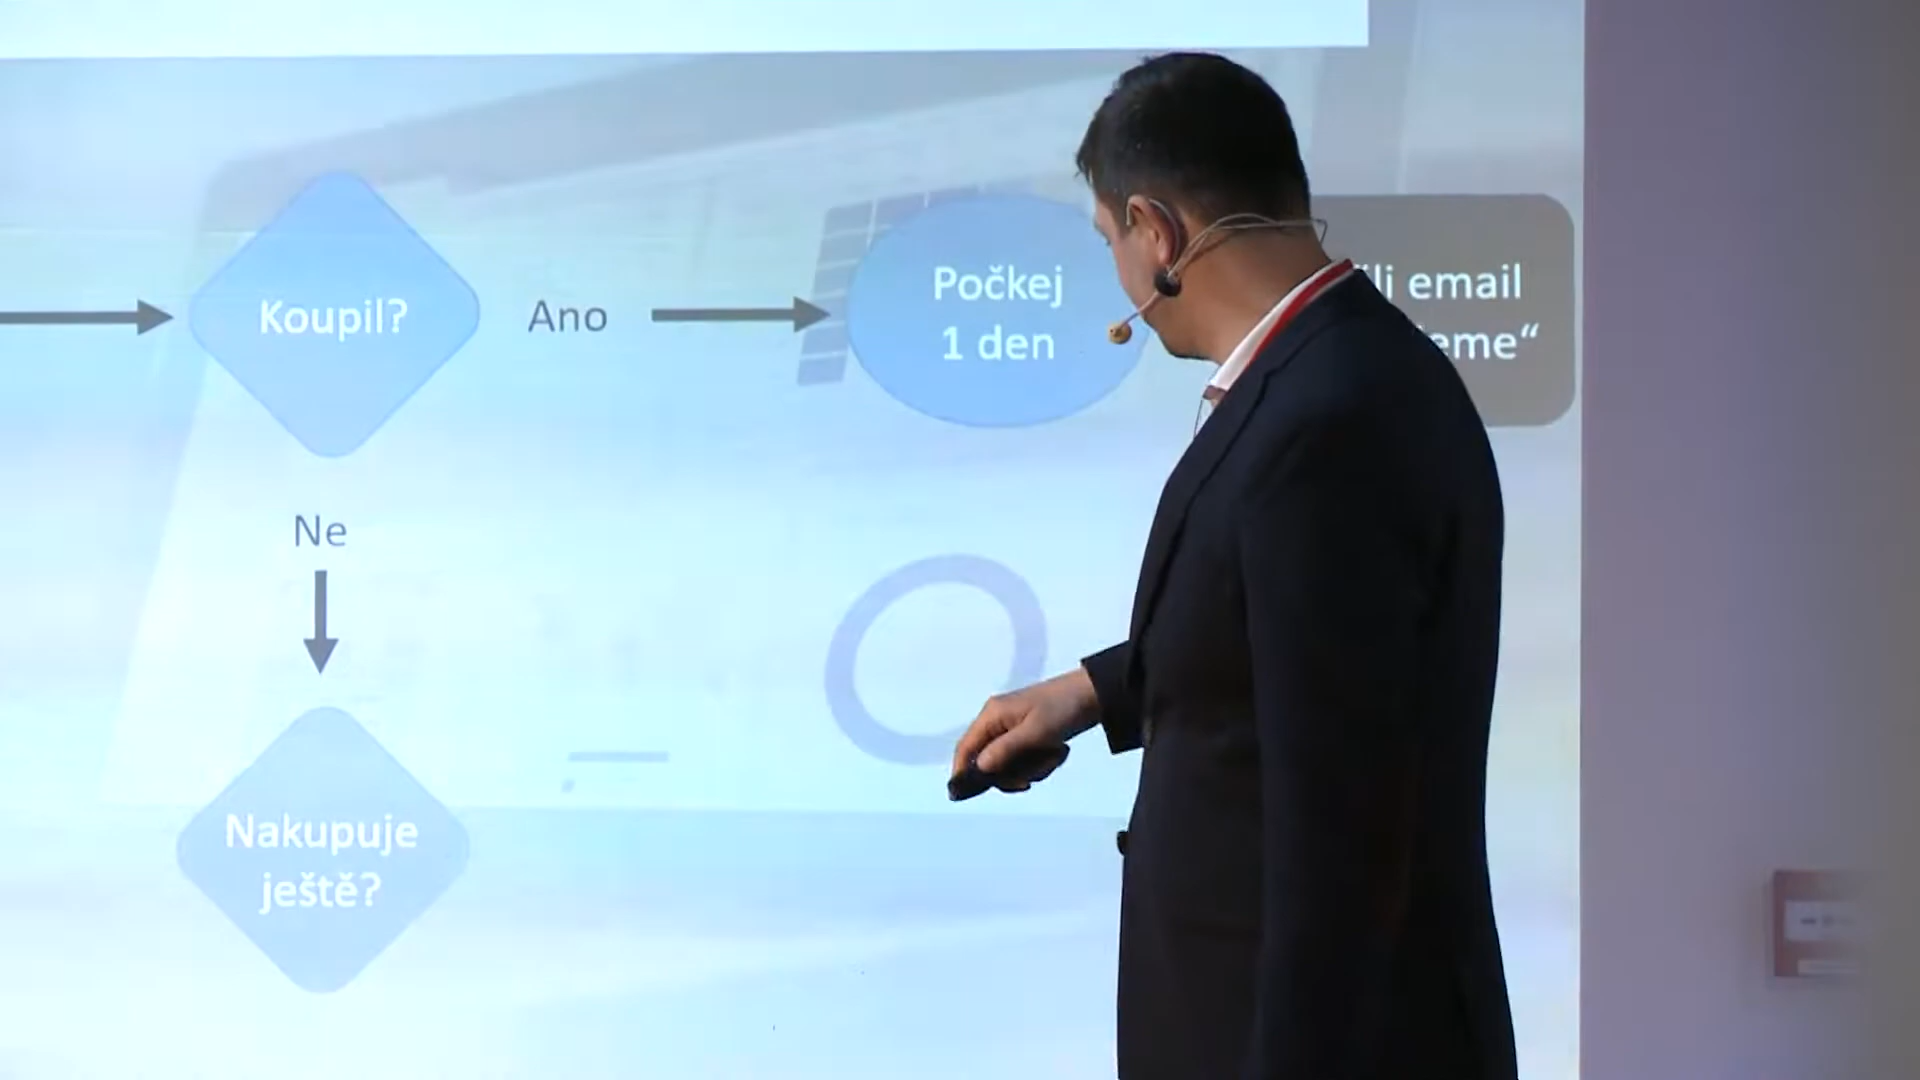 Koupil?
Ano
Počkej
1 den
email
Ne
Nakupuje
ještě?